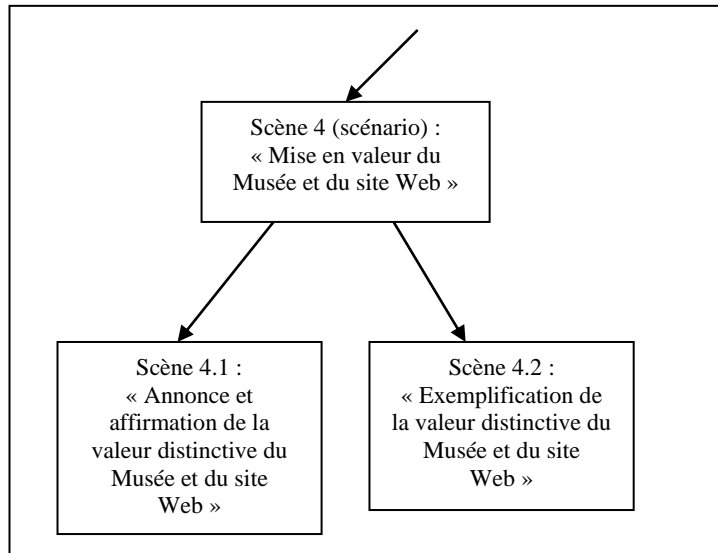 Scène 4 (scénario) :
« Mise en valeur du
Musée et du site Web »
Scène 4.1 :
« Annonce et
affirmation de la
valeur distinctive du
Musée et du site
Web »
Scène 4.2 :
« Exemplification de
la valeur distinctive du
Musée et du site
Web »